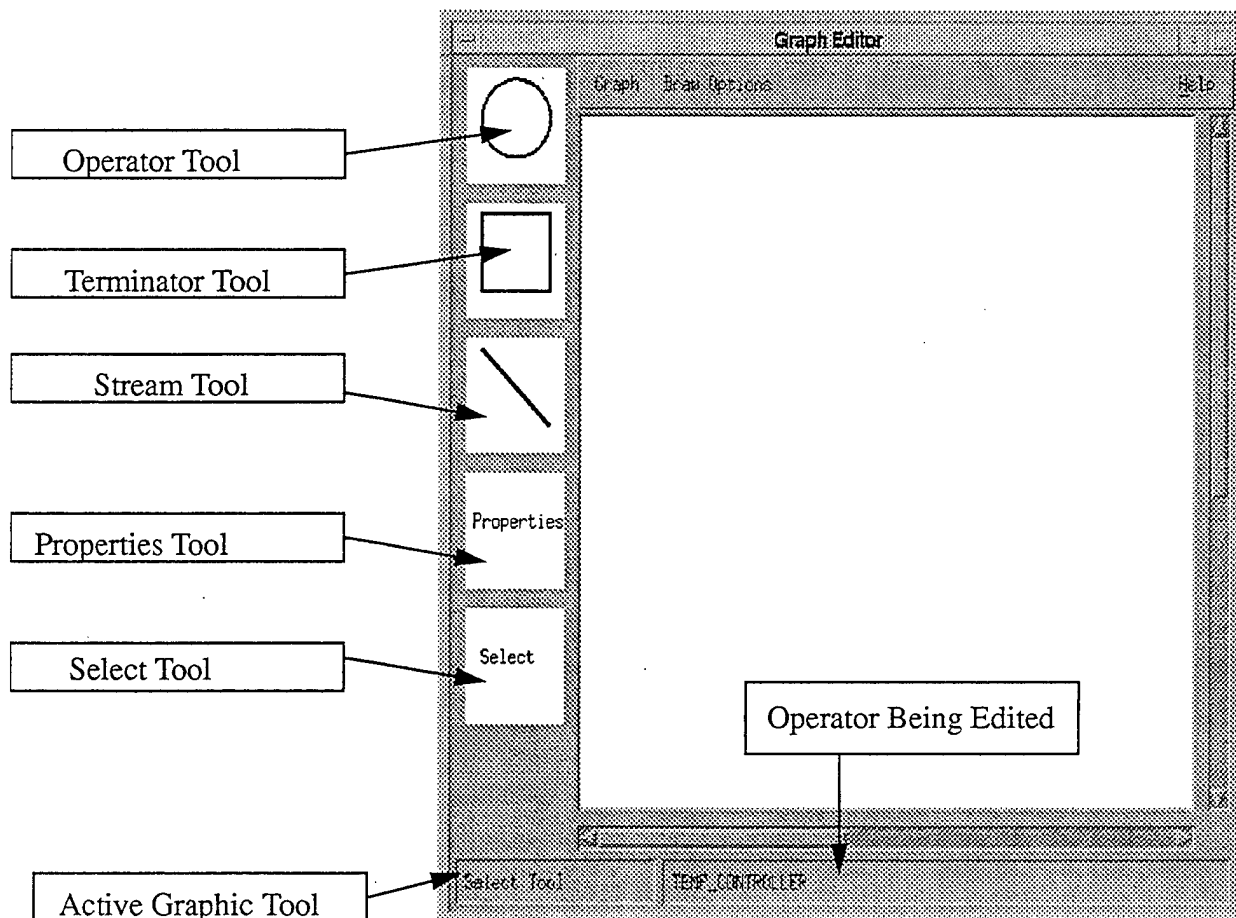 Graph Editor
Graph Draw Options Help
Operator Tool
Terminator Tool
Stream Tool
Properties Tool
Properties
Select Tool
Select
Operator Being Edited
Active Graphic Tool
Select Tool
TEMP_CONTROLLER